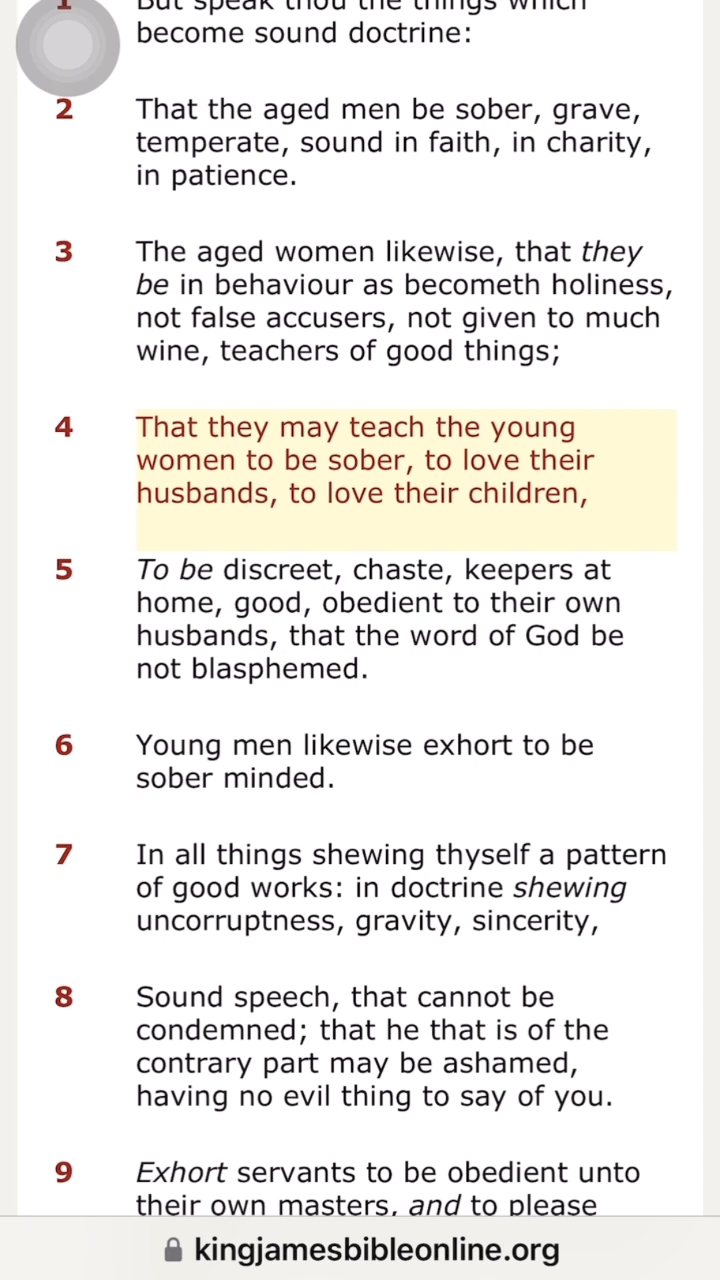 1 But speak thou the things which
become sound doctrine:
2 That the aged men be sober, grave,
temperate, sound in faith, in charity,
in patience.
3 The aged women likewise, that they
be in behaviour as becometh holiness,
not false accusers, not given to much
wine, teachers of good things;
4 That they may teach the young
women to be sober, to love their
husbands, to love their children,
5 To be discreet, chaste, keepers at
home, good, obedient to their own
husbands, that the word of God be
not blasphemed.
6 Young men likewise exhort to be
sober minded.
7 In all things shewing thyself a pattern
of good works: in doctrine shewing
uncorruptness, gravity, sincerity,
8 Sound speech, that cannot be
condemned; that he that is of the
contrary part may be ashamed,
having no evil thing to say of you.
9 Exhort servants to be obedient unto
their own masters, and to please
kingjamesbibleonline.org